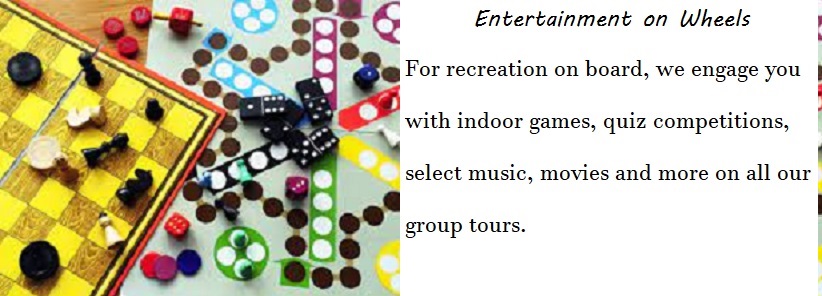 Entertainment on Wheels
For recreation on board, we engage you
with indoor games, quiz competitions,
select music, movies and more on all our
group tours.